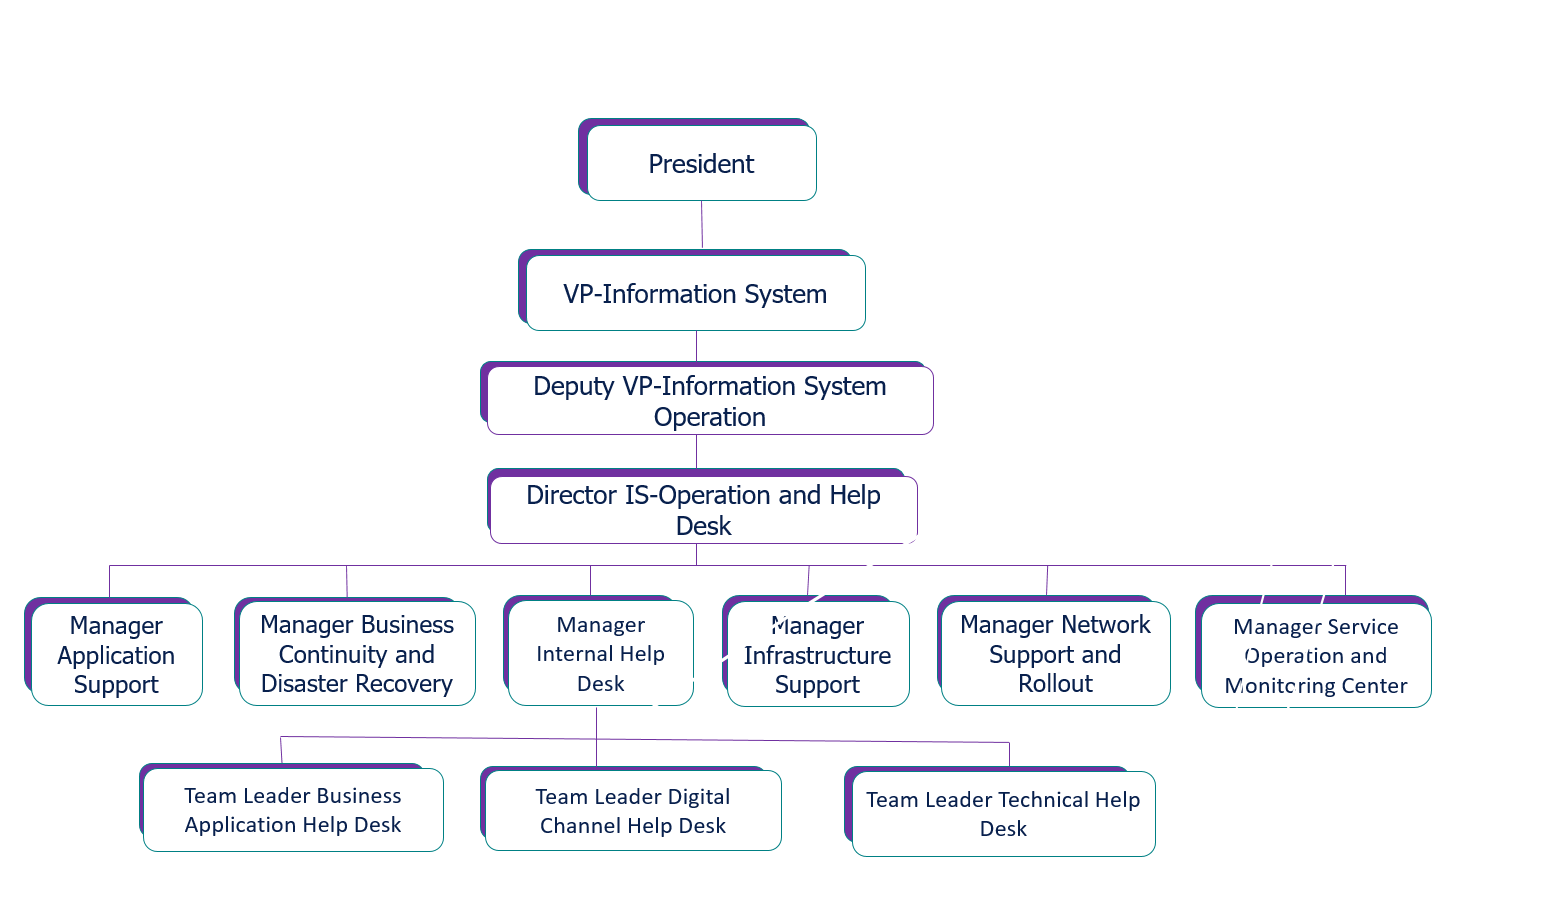 President
VP-Information System
Deputy VP-Information System
Operation
Director IS-Operation and Help
Desk
Manager
Application
Support
Manager Business
Continuity and
Disaster Recovery
Manager
Internal Help
Desk
Manager
Infrastructure
Support
Manager Network
Support and
Rollout
Manager Service
Operation and
Monitoring Center
Team Leader Business
Application Help Desk
Team Leader Digital
Channel Help Desk
Team Leader Technical Help
Desk